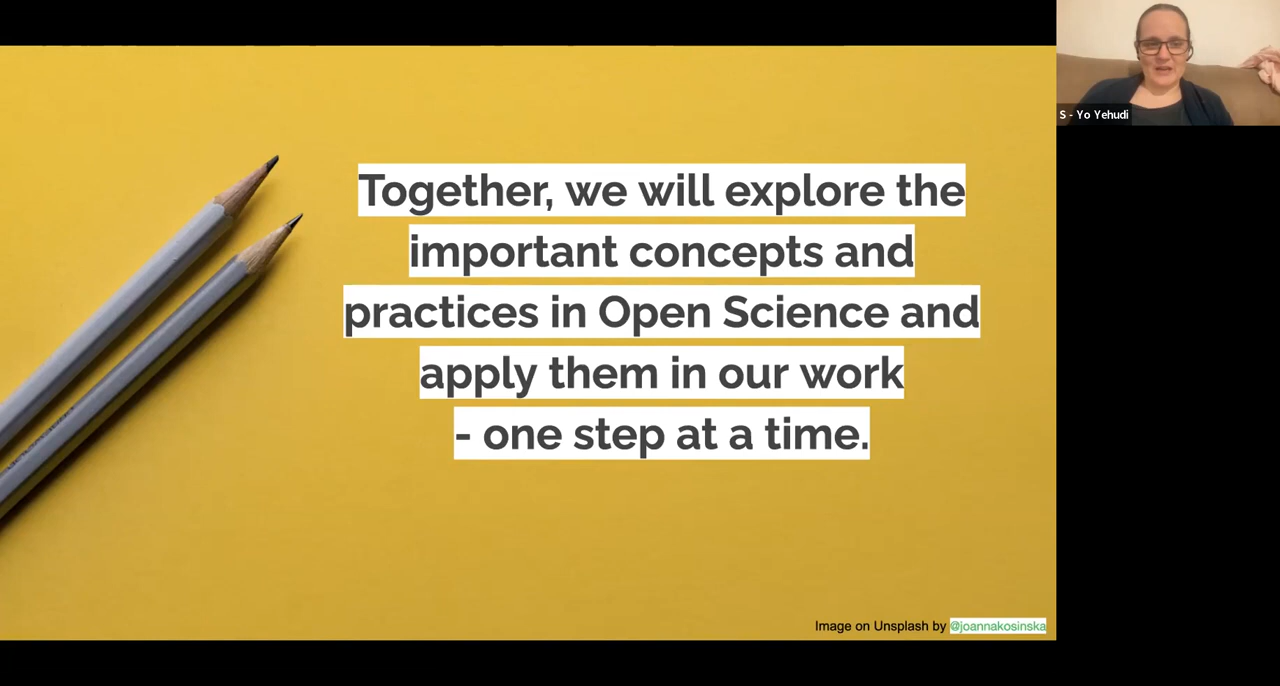 S - Yo Yehudi
Together, we will explore the
important concepts and
practices in Open Science and
apply them in our work
- one step at a time.
Image on Unsplash by @joannakosinska